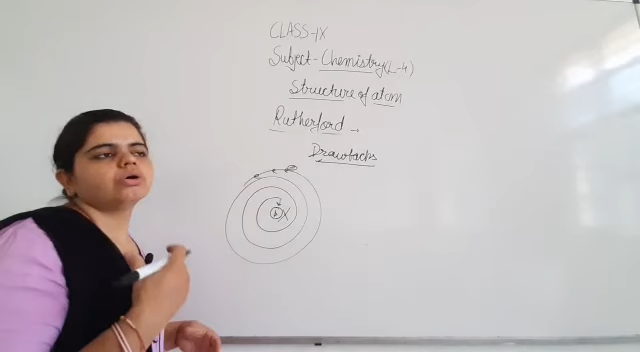 CLASS-IX
Subject - Chemistry (L-4)
Structure of atom
Rutherford →
Drawbacks